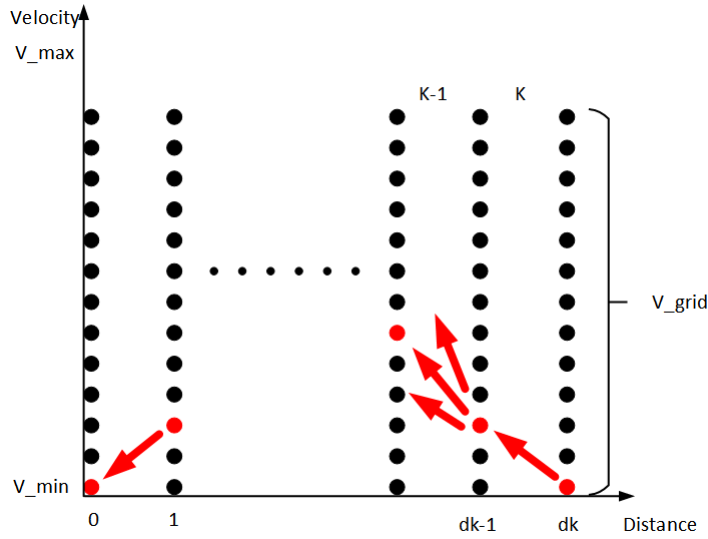 Velocity
V_max
K-1
K
V_grid
V_min
0
1
dk-1
dk
Distance